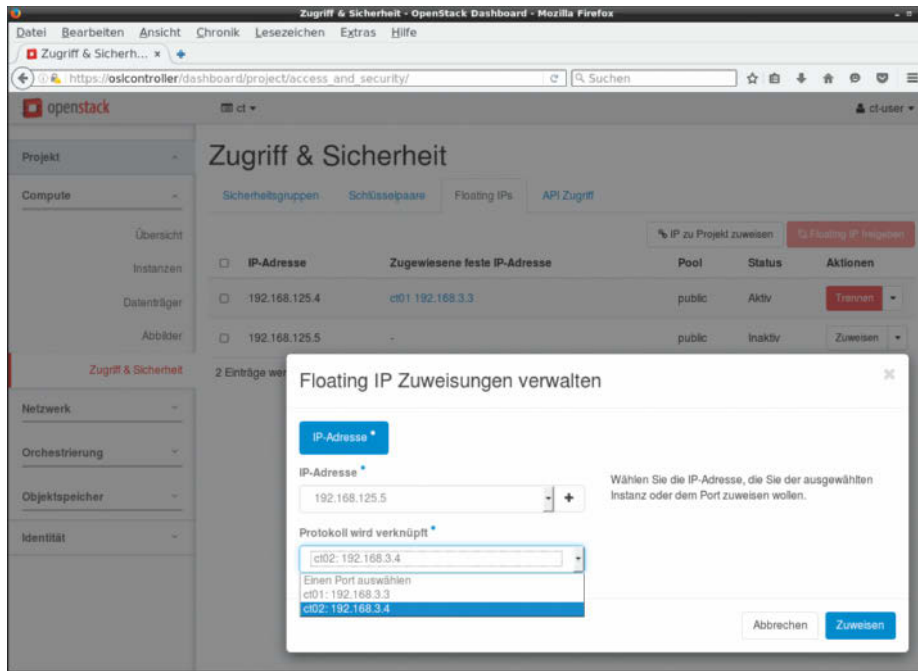 Zugriff & Sicherheit - OpenStack Dashboard - Mozilla Firefox
Datei Bearbeiten Ansicht Chronik Lesezeichen Extras Hilfe
Zugriff & Sicherh... × +
https://oslcontroller/dashboard/project/access_and_security/ Suchen
openstack ct ct-user
Projekt
Compute
Übersicht
Instanzen
Datenträger
Abbilder
Zugriff & Sicherheit
Netzwerk
Orchestrierung
Objektspeicher
Identität
Zugriff & Sicherheit
Sicherheitsgruppen Schlüsselpaare Floating IPs API Zugriff
IP zu Projekt zuweisen Floating IP freigeben
IP-Adresse Zugewiesene feste IP-Adresse Pool Status Aktionen
192.168.125.4 ct01 192.168.3.3 public Aktiv Trennen
192.168.125.5 - public Inaktiv Zuweisen
2 Einträge wer
Floating IP Zuweisungen verwalten ×
IP-Adresse *
IP-Adresse *
192.168.125.5 +
Wählen Sie die IP-Adresse, die Sie der ausgewählten
Instanz oder dem Port zuweisen wollen.
Protokoll wird verknüpft *
ct02: 192.168.3.4
Einen Port auswählen
ct01: 192.168.3.3
ct02: 192.168.3.4
Abbrechen Zuweisen